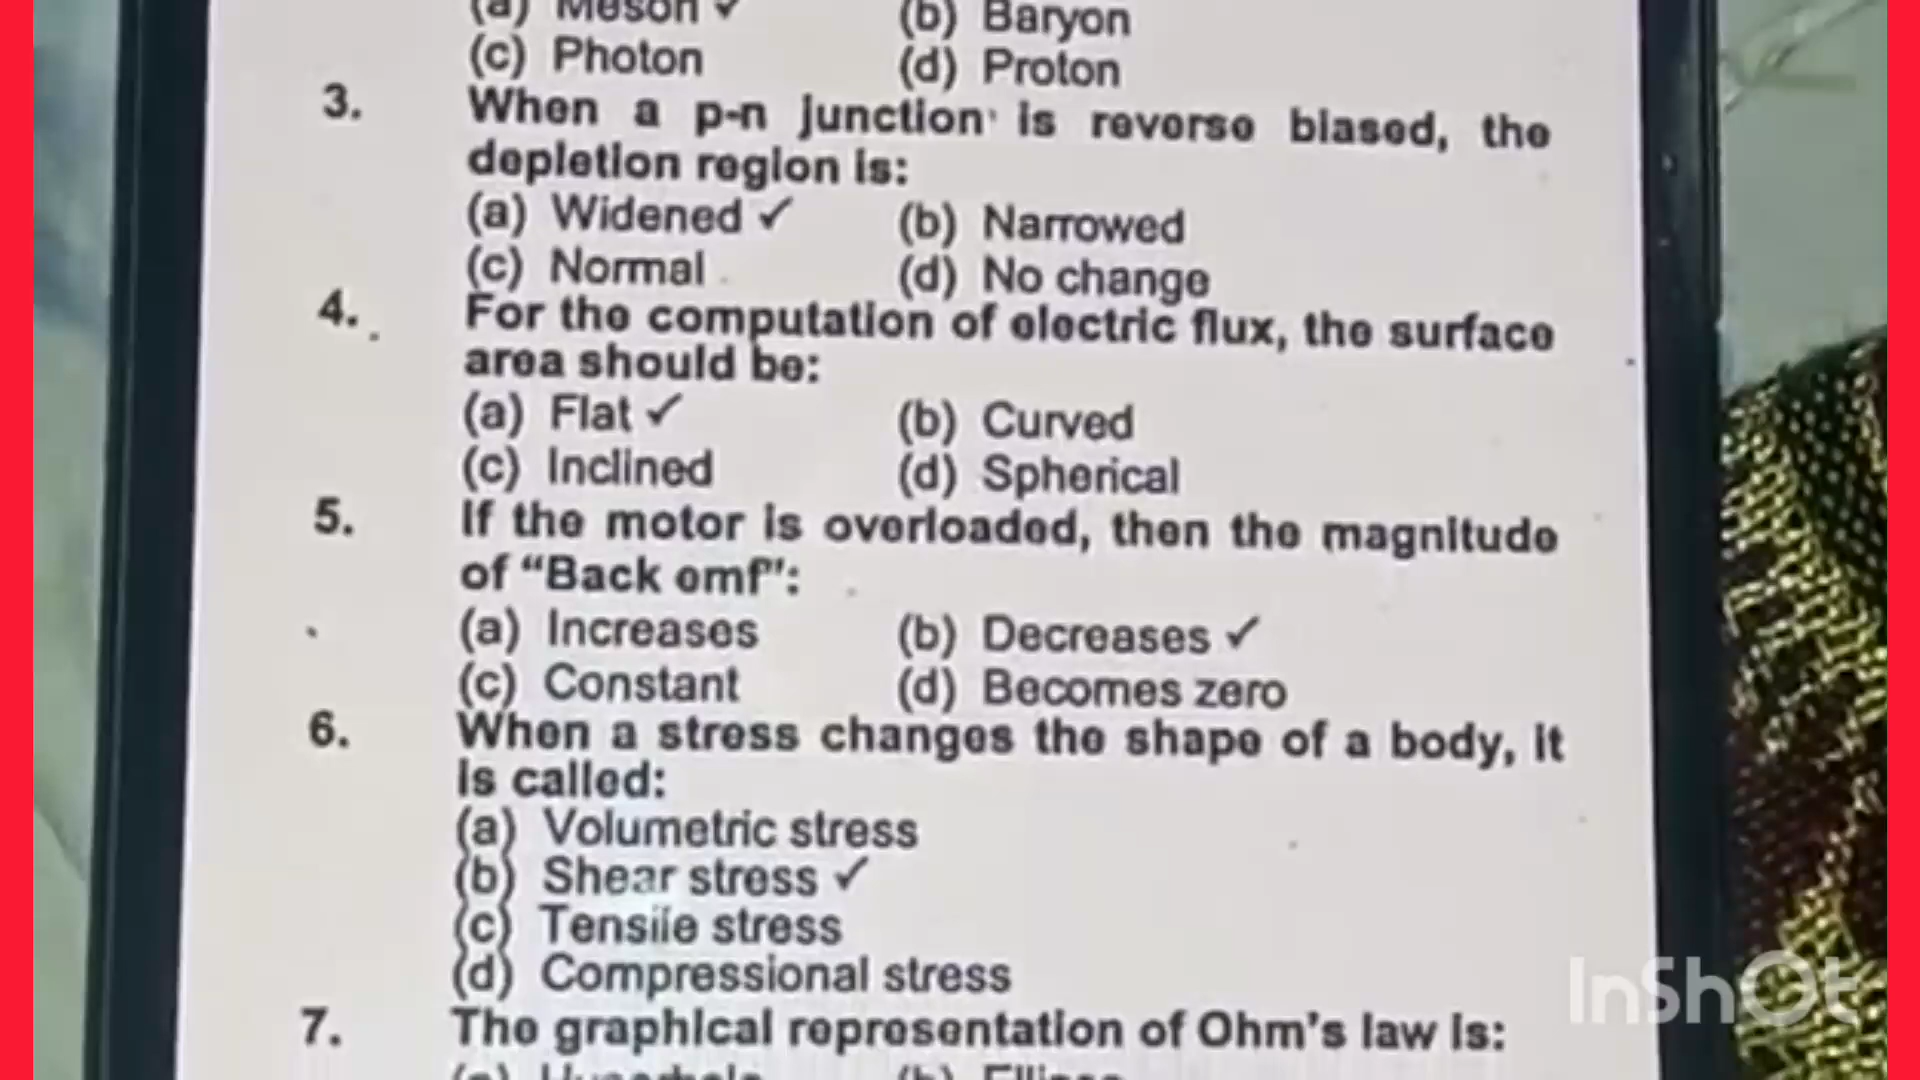 (a) Meson ✓ (b) Baryon
(c) Photon (d) Proton
3. When a p-n junction is reverse biased, the
depletion region is:
(a) Widened ✓ (b) Narrowed
(c) Normal (d) No change
4. For the computation of electric flux, the surface
area should be:
(a) Flat ✓ (b) Curved
(c) Inclined (d) Spherical
5. If the motor is overloaded, then the magnitude
of “Back emf”:
(a) Increases (b) Decreases ✓
(c) Constant (d) Becomes zero
6. When a stress changes the shape of a body, it
is called:
(a) Volumetric stress
(b) Shear stress ✓
(c) Tensile stress
(d) Compressional stress
7. The graphical representation of Ohm's law is:
(a) Hyperbola (b) Ellipse
InShOt